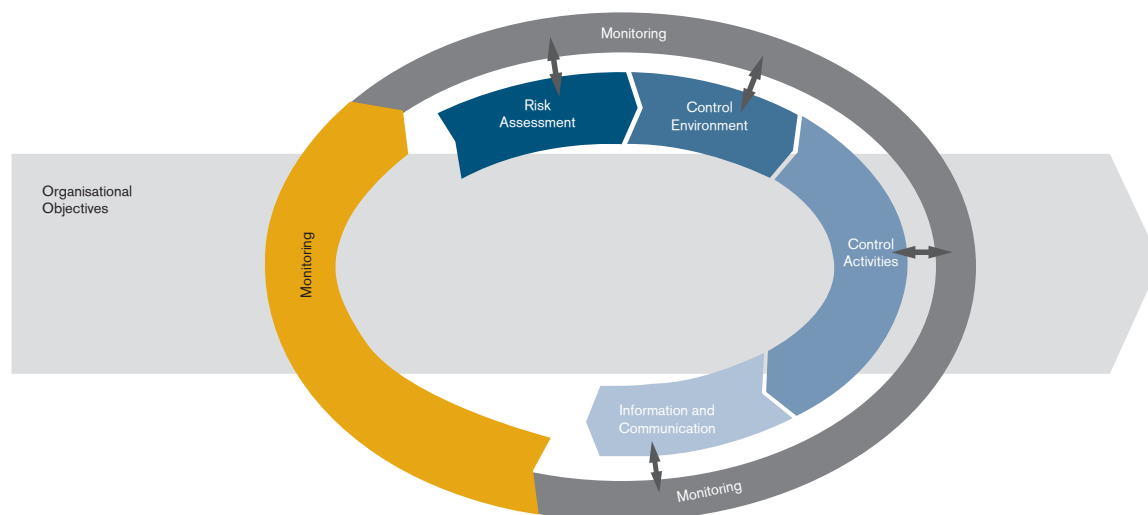 Monitoring
Risk
Assessment
Control
Environment
Organisational
Objectives
Monitoring
Control
Activities
Information and
Communication
Monitoring